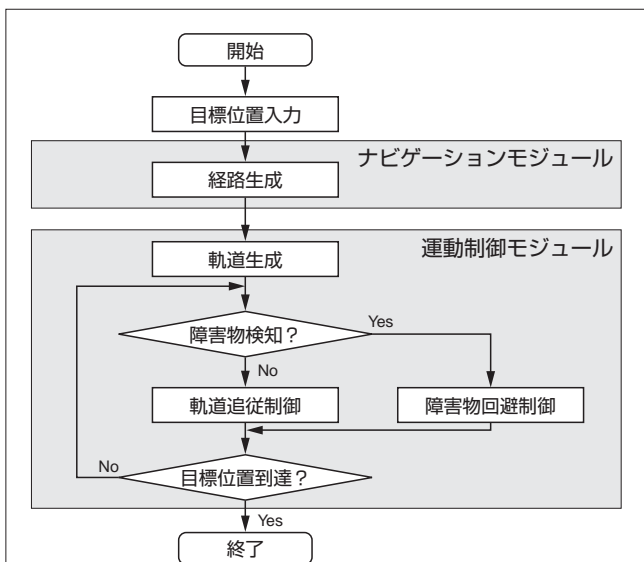 開始
目標位置入力
ナビゲーションモジュール
経路生成
運動制御モジュール
軌道生成
障害物検知？
Yes
No
軌道追従制御
障害物回避制御
No
目標位置到達？
Yes
終了